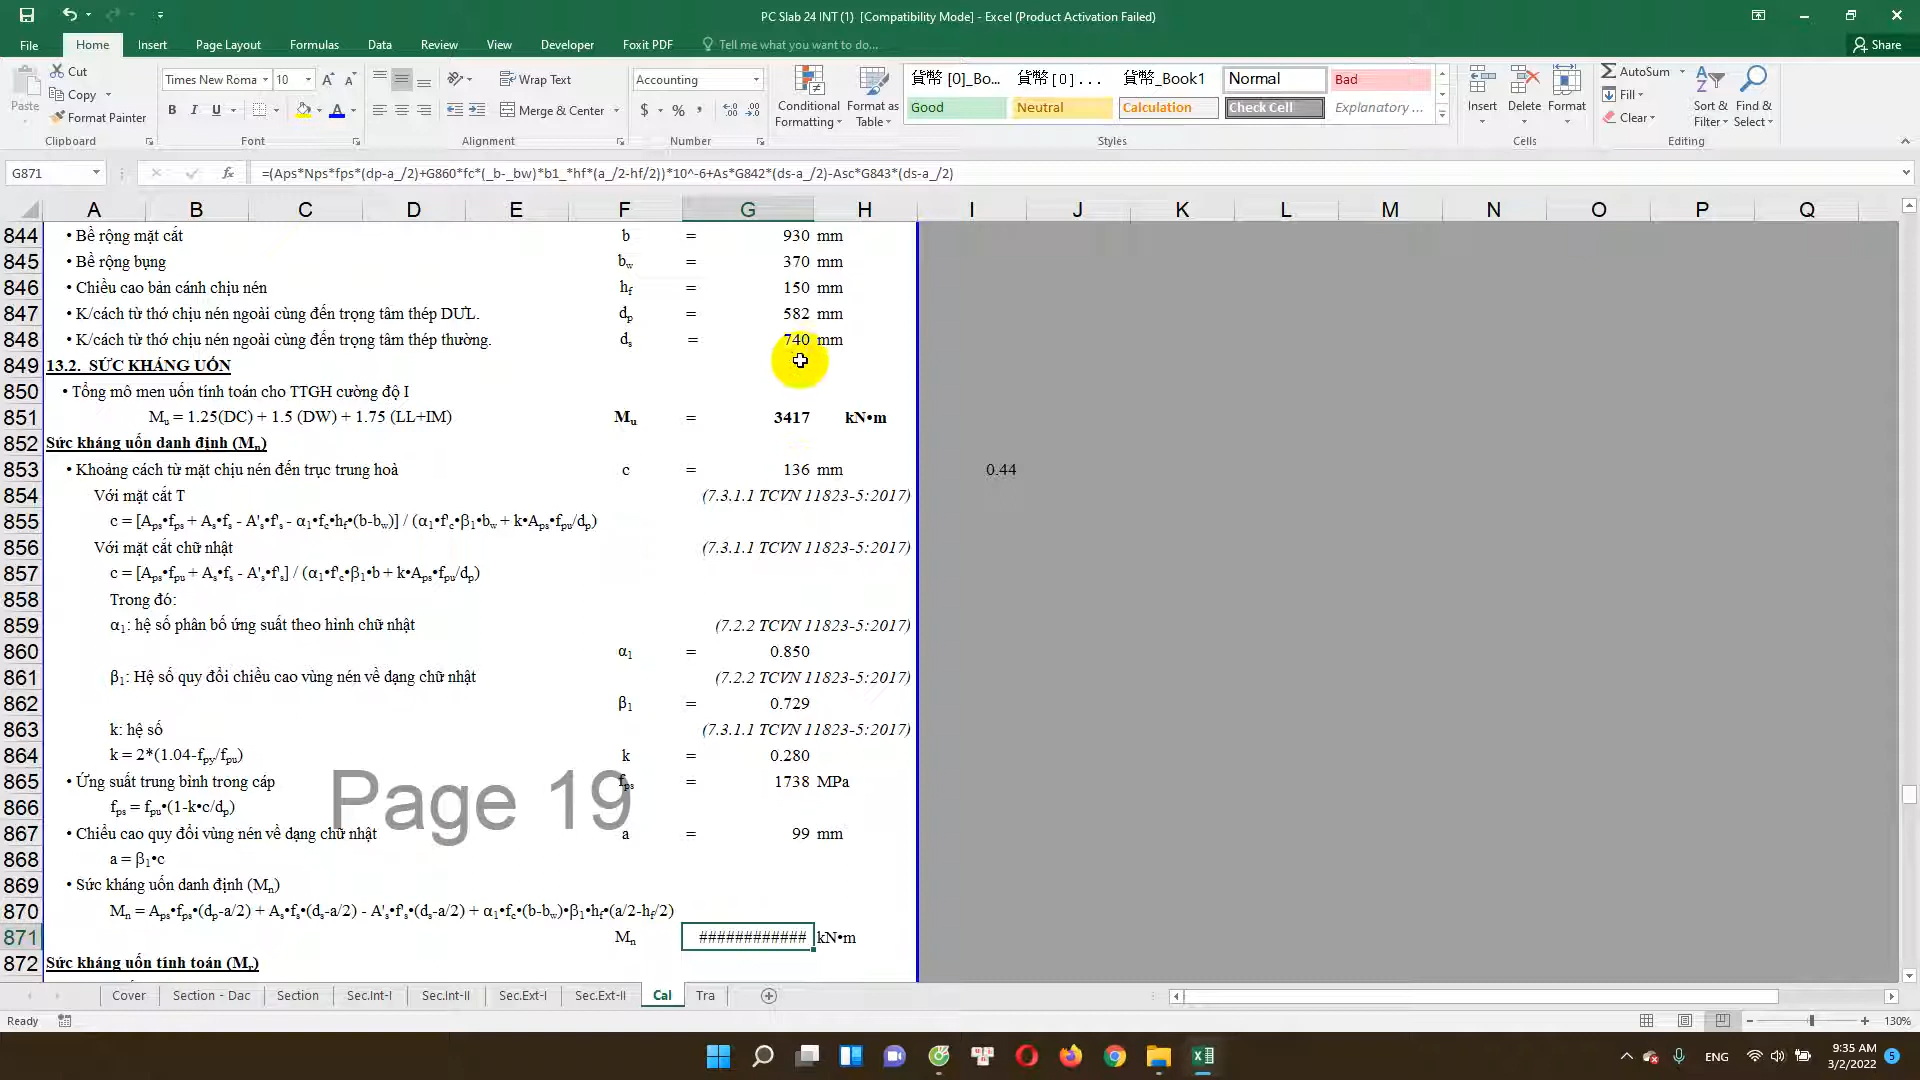 PC Slab 24 INT (1) [Compatibility Mode] - Excel (Product Activation Failed)
File Home Insert Page Layout Formulas Data Review View Developer Foxit PDF Tell me what you want to do... Share
Paste Cut Copy Format Painter Clipboard
Times New Roma 10 B I U A Font
Wrap Text Merge & Center Alignment
Accounting $ % , Number
Conditional Formatting Format as Table
貨幣 [0]_Bo... 貨幣 [0] ... 貨幣_Book1 Normal Bad
Good Neutral Calculation Check Cell Explanatory ...
Styles
Insert Delete Format Cells
AutoSum Fill Clear Sort & Filter Find & Select Editing
G871 fx =(Aps*Nps*fps*(dp-a_/2)+G860*fc*(_b-_bw)*b1_*hf*(a_/2-hf/2))*10^-6+As*G842*(ds-a_/2)-Asc*G843*(ds-a_/2)
A B C D E F G H I J K L M N O P Q
844 • Bề rộng mặt cắt b = 930 mm
845 • Bề rộng bụng bw = 370 mm
846 • Chiều cao bản cánh chịu nén hf = 150 mm
847 • K/cách từ thớ chịu nén ngoài cùng đến trọng tâm thép DƯL. dp = 582 mm
848 • K/cách từ thớ chịu nén ngoài cùng đến trọng tâm thép thường. ds = 740 mm
849 13.2. SỨC KHÁNG UỐN
850 • Tổng mô men uốn tính toán cho TTGH cường độ I
851 Mu = 1.25(DC) + 1.5 (DW) + 1.75 (LL+IM) Mu = 3417 kN•m
852 Sức kháng uốn danh định (Mn)
853 • Khoảng cách từ mặt chịu nén đến trục trung hoà c = 136 mm 0.44
854 Với mặt cắt T (7.3.1.1 TCVN 11823-5:2017)
855 c = [Aps•fps + As•fs - A's•f's - α1•fc•hf•(b-bw)] / (α1•f'c•β1•bw + k•Aps•fpu/dp)
856 Với mặt cắt chữ nhật (7.3.1.1 TCVN 11823-5:2017)
857 c = [Aps•fpu + As•fs - A's•f's] / (α1•f'c•β1•b + k•Aps•fpu/dp)
858 Trong đó:
859 α1: hệ số phân bố ứng suất theo hình chữ nhật (7.2.2 TCVN 11823-5:2017)
860 α1 = 0.850
861 β1: Hệ số quy đổi chiều cao vùng nén về dạng chữ nhật (7.2.2 TCVN 11823-5:2017)
862 β1 = 0.729
863 k: hệ số (7.3.1.1 TCVN 11823-5:2017)
864 k = 2*(1.04-fpy/fpu) k = 0.280
865 • Ứng suất trung bình trong cáp fps = 1738 MPa
Page 19
866 fps = fpu•(1-k•c/dp)
867 • Chiều cao quy đổi vùng nén về dạng chữ nhật a = 99 mm
868 a = β1•c
869 • Sức kháng uốn danh định (Mn)
870 Mn = Aps•fps•(dp-a/2) + As•fs•(ds-a/2) - A's•f's•(ds-a/2) + α1•fc•(b-bw)•β1•hf•(a/2-hf/2)
871 Mn ############ kN•m
872 Sức kháng uốn tính toán (Mr)
Cover Section - Dac Section Sec.Int-I Sec.Int-II Sec.Ext-I Sec.Ext-II Cal Tra
Ready 130%
ENG 9:35 AM
3/2/2022 5